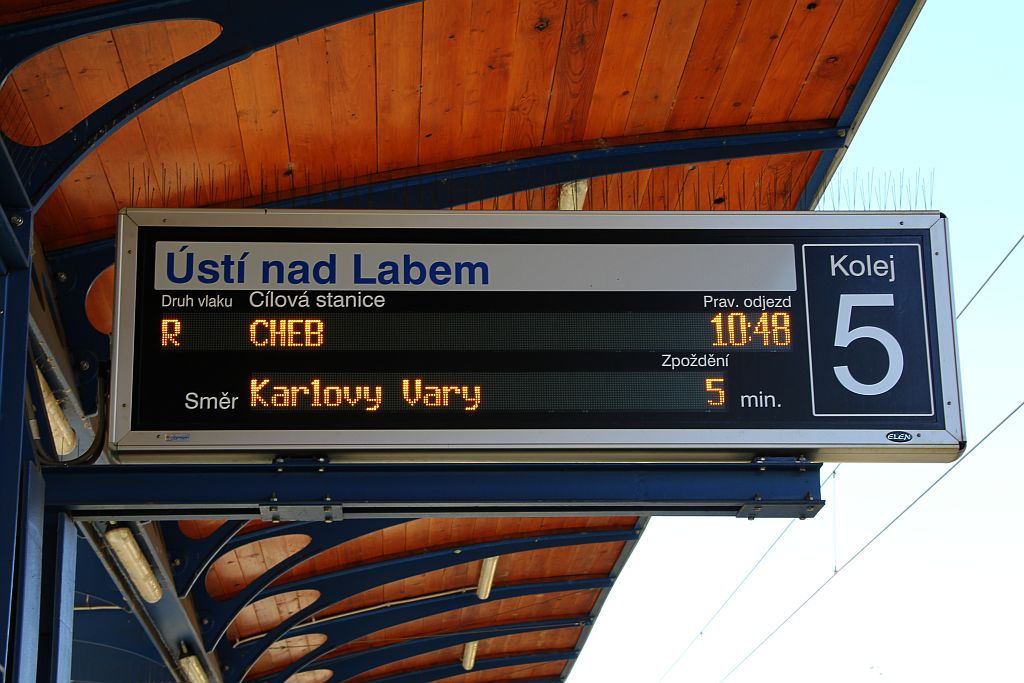 Ústí nad Labem
Kolej
5
Druh vlaku Cílová stanice Prav. odjezd
R CHEB 10:48
Zpoždění
Směr Karlovy Vary 5 min.
ELEN